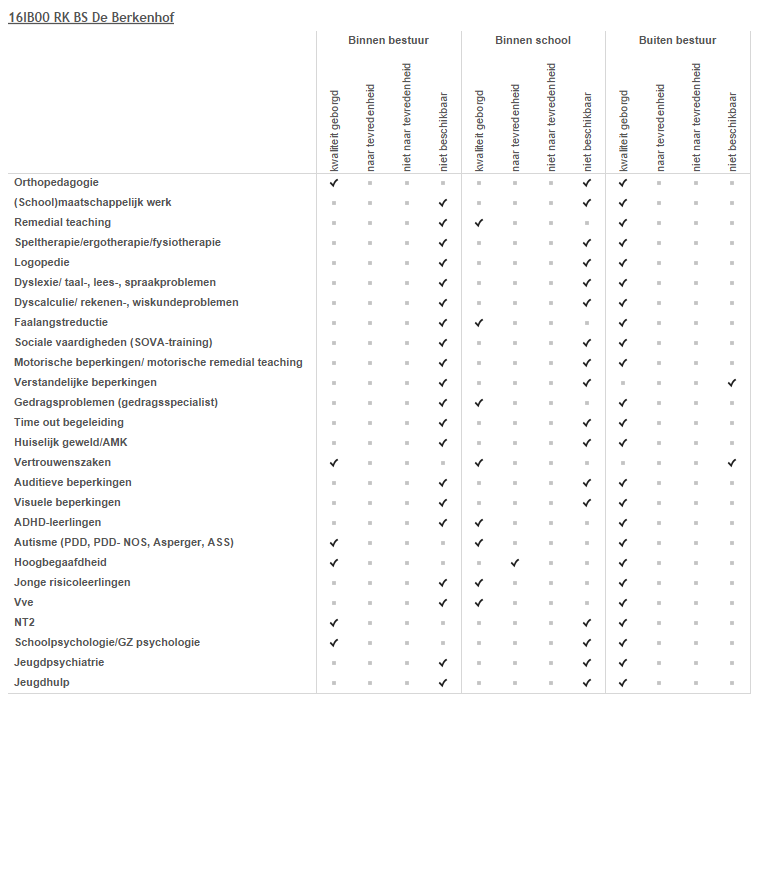 16IB00 RK BS De Berkenhof
Binnen bestuur Binnen school Buiten bestuur
kwaliteit geborgd naar tevredenheid niet naar tevredenheid niet beschikbaar kwaliteit geborgd naar tevredenheid niet naar tevredenheid niet beschikbaar kwaliteit geborgd naar tevredenheid niet naar tevredenheid niet beschikbaar
Orthopedagogie
(School)maatschappelijk werk
Remedial teaching
Speltherapie/ergotherapie/fysiotherapie
Logopedie
Dyslexie/ taal-, lees-, spraakproblemen
Dyscalculie/ rekenen-, wiskundeproblemen
Faalangstreductie
Sociale vaardigheden (SOVA-training)
Motorische beperkingen/ motorische remedial teaching
Verstandelijke beperkingen
Gedragsproblemen (gedragsspecialist)
Time out begeleiding
Huiselijk geweld/AMK
Vertrouwenszaken
Auditieve beperkingen
Visuele beperkingen
ADHD-leerlingen
Autisme (PDD, PDD- NOS, Asperger, ASS)
Hoogbegaafdheid
Jonge risicoleerlingen
Vve
NT2
Schoolpsychologie/GZ psychologie
Jeugdpsychiatrie
Jeugdhulp